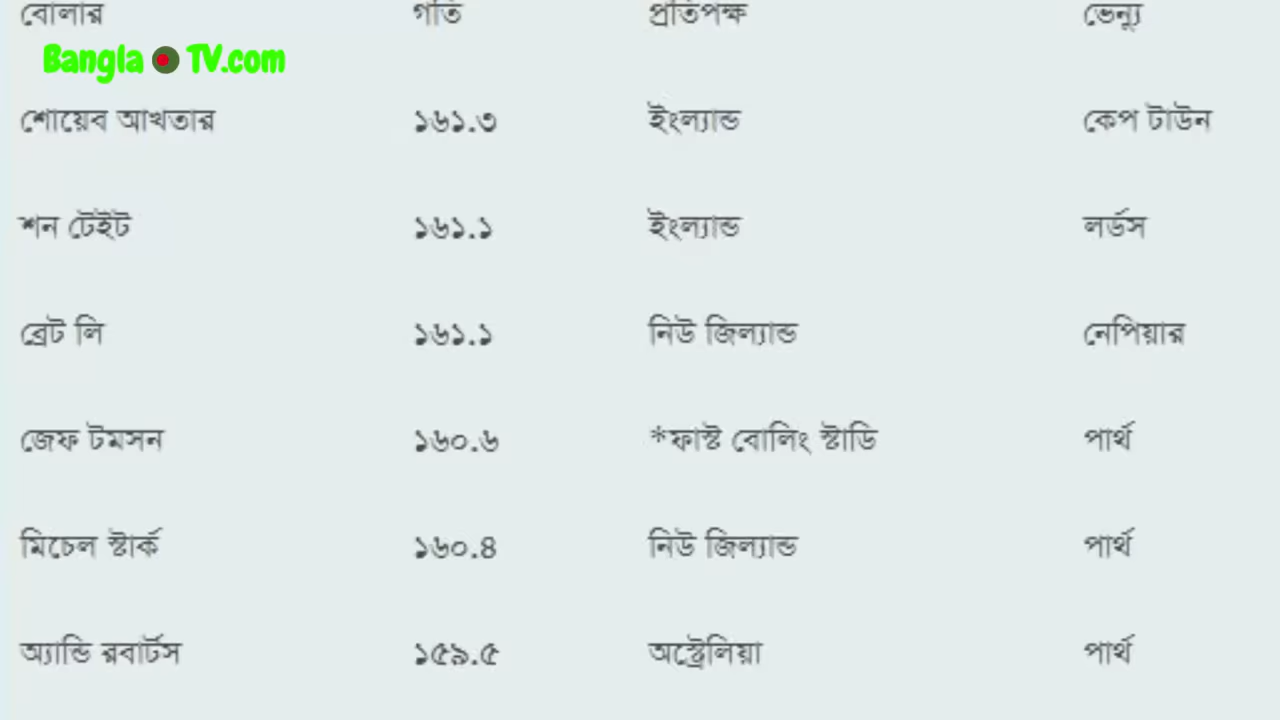 বোলার গতি প্রতিপক্ষ ভেন্যু
Bangla TV.com
শোয়েব আখতার ১৬১.৩ ইংল্যান্ড কেপ টাউন
শন টেইট ১৬১.১ ইংল্যান্ড লর্ডস
ব্রেট লি ১৬১.১ নিউ জিল্যান্ড নেপিয়ার
জেফ টমসন ১৬০.৬ *ফাস্ট বোলিং স্টাডি পার্থ
মিচেল স্টার্ক ১৬০.৪ নিউ জিল্যান্ড পার্থ
অ্যান্ডি রবার্টস ১৫৯.৫ অস্ট্রেলিয়া পার্থ